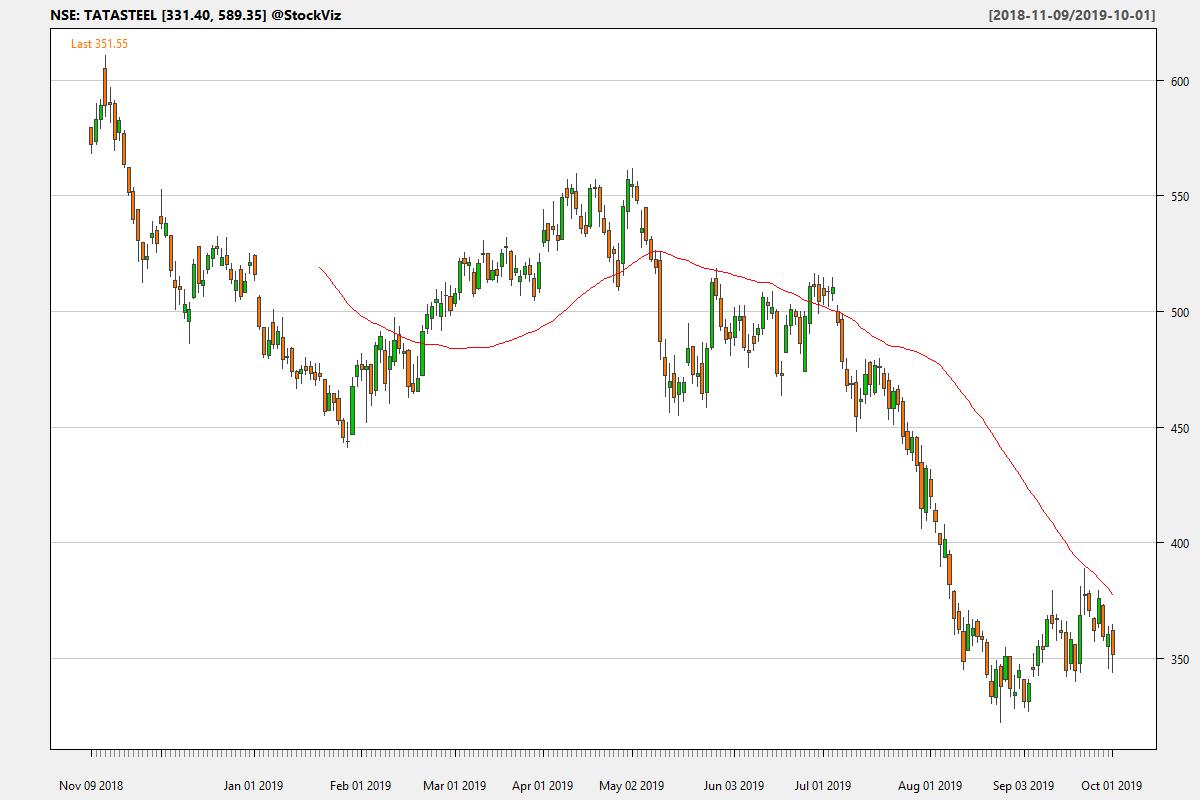 NSE: TATASTEEL [331.40, 589.35] @StockViz [2018-11-09/2019-10-01]
Last 351.55
600
550
500
450
400
350
Nov 09 2018 Jan 01 2019 Feb 01 2019 Mar 01 2019 Apr 01 2019 May 02 2019 Jun 03 2019 Jul 01 2019 Aug 01 2019 Sep 03 2019 Oct 01 2019